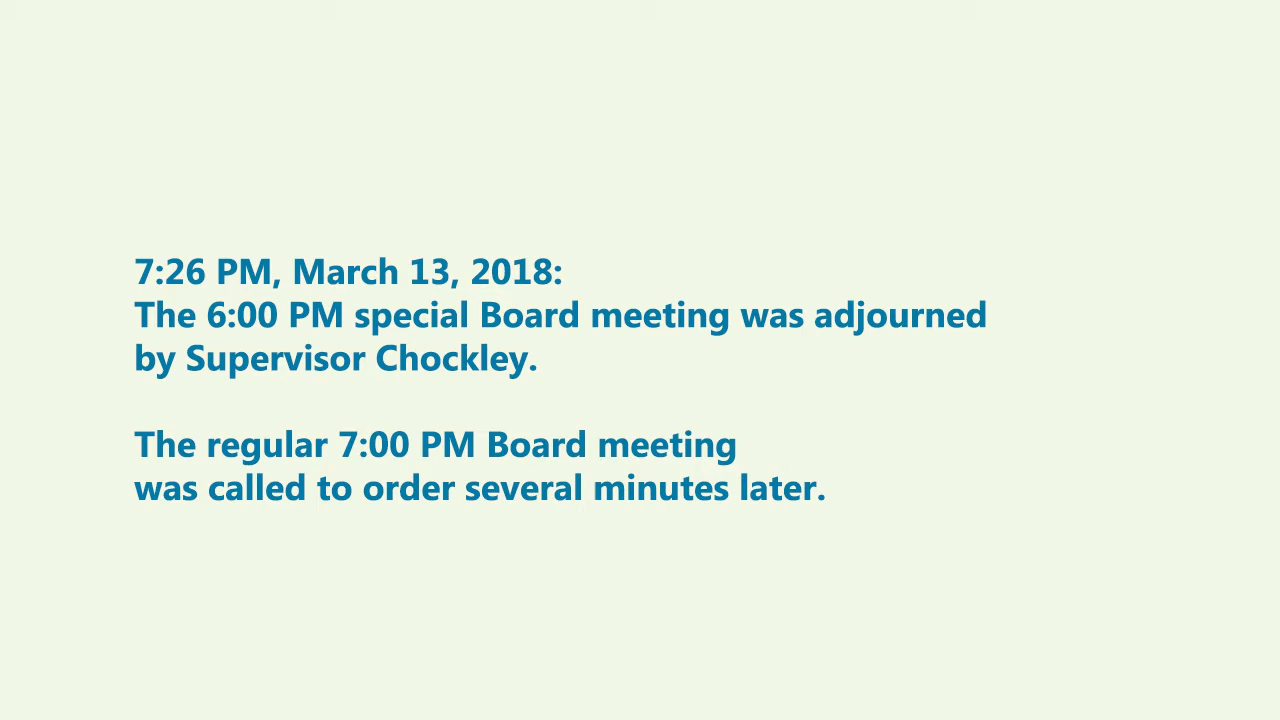 7:26 PM, March 13, 2018:
The 6:00 PM special Board meeting was adjourned
by Supervisor Chockley.
The regular 7:00 PM Board meeting
was called to order several minutes later.